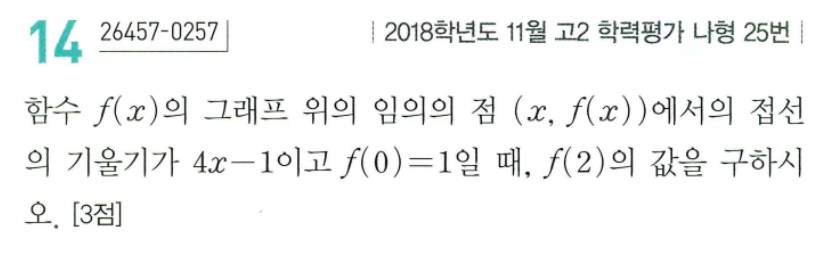 14 26457-0257 2018학년도 11월 고2 학력평가 나형 25번
함수 f(x)의 그래프 위의 임의의 점 (x, f(x))에서의 접선
의 기울기가 4x-1이고 f(0)=1일 때, f(2)의 값을 구하시
오. [3점]